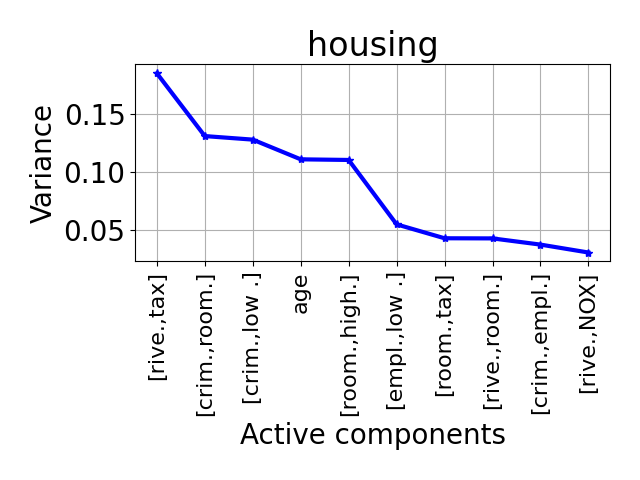 housing
Variance
0.15
0.10
0.05
[rive.,tax]
[crim.,room.]
[crim.,low .]
age
[room.,high.]
[empl.,low .]
[room.,tax]
[rive.,room.]
[crim.,empl.]
[rive.,NOX]
Active components